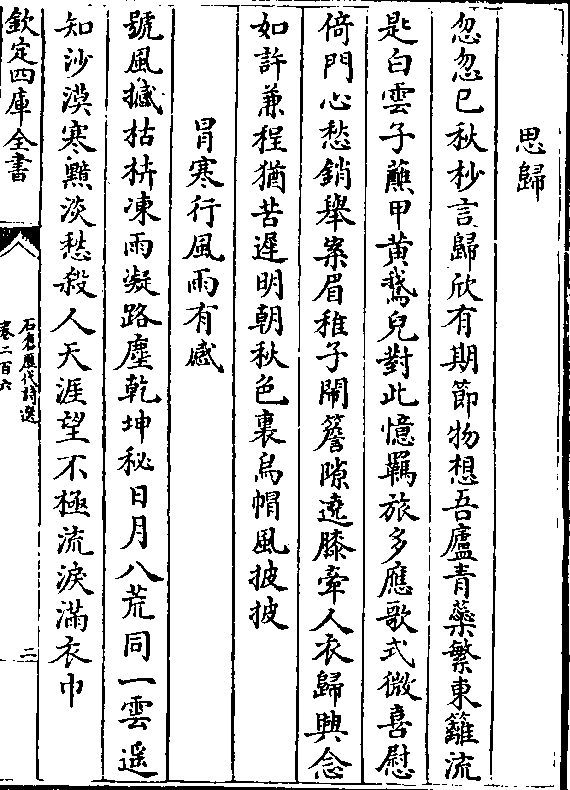 思歸
忽忽已秋杪言歸欣有期節物想吾廬青蘂繁東籬流
匙白雲子蘸甲黄鵞兒對此憶羈旅多應歌式微喜慰
倚門心愁銷舉案眉稚子鬧簷隙遶膝牽人衣歸興念
如許兼程猶苦遲明朝秋色裏烏帽風披披
冐寒行風雨有感
號風撼枯枿凍雨凝路塵乾坤秘日月八荒同一雲遥
知沙漠寒黯淡愁殺人天涯望不極流淚滿衣巾
欽定四庫全書
石倉歷代詩選
卷二百六
二